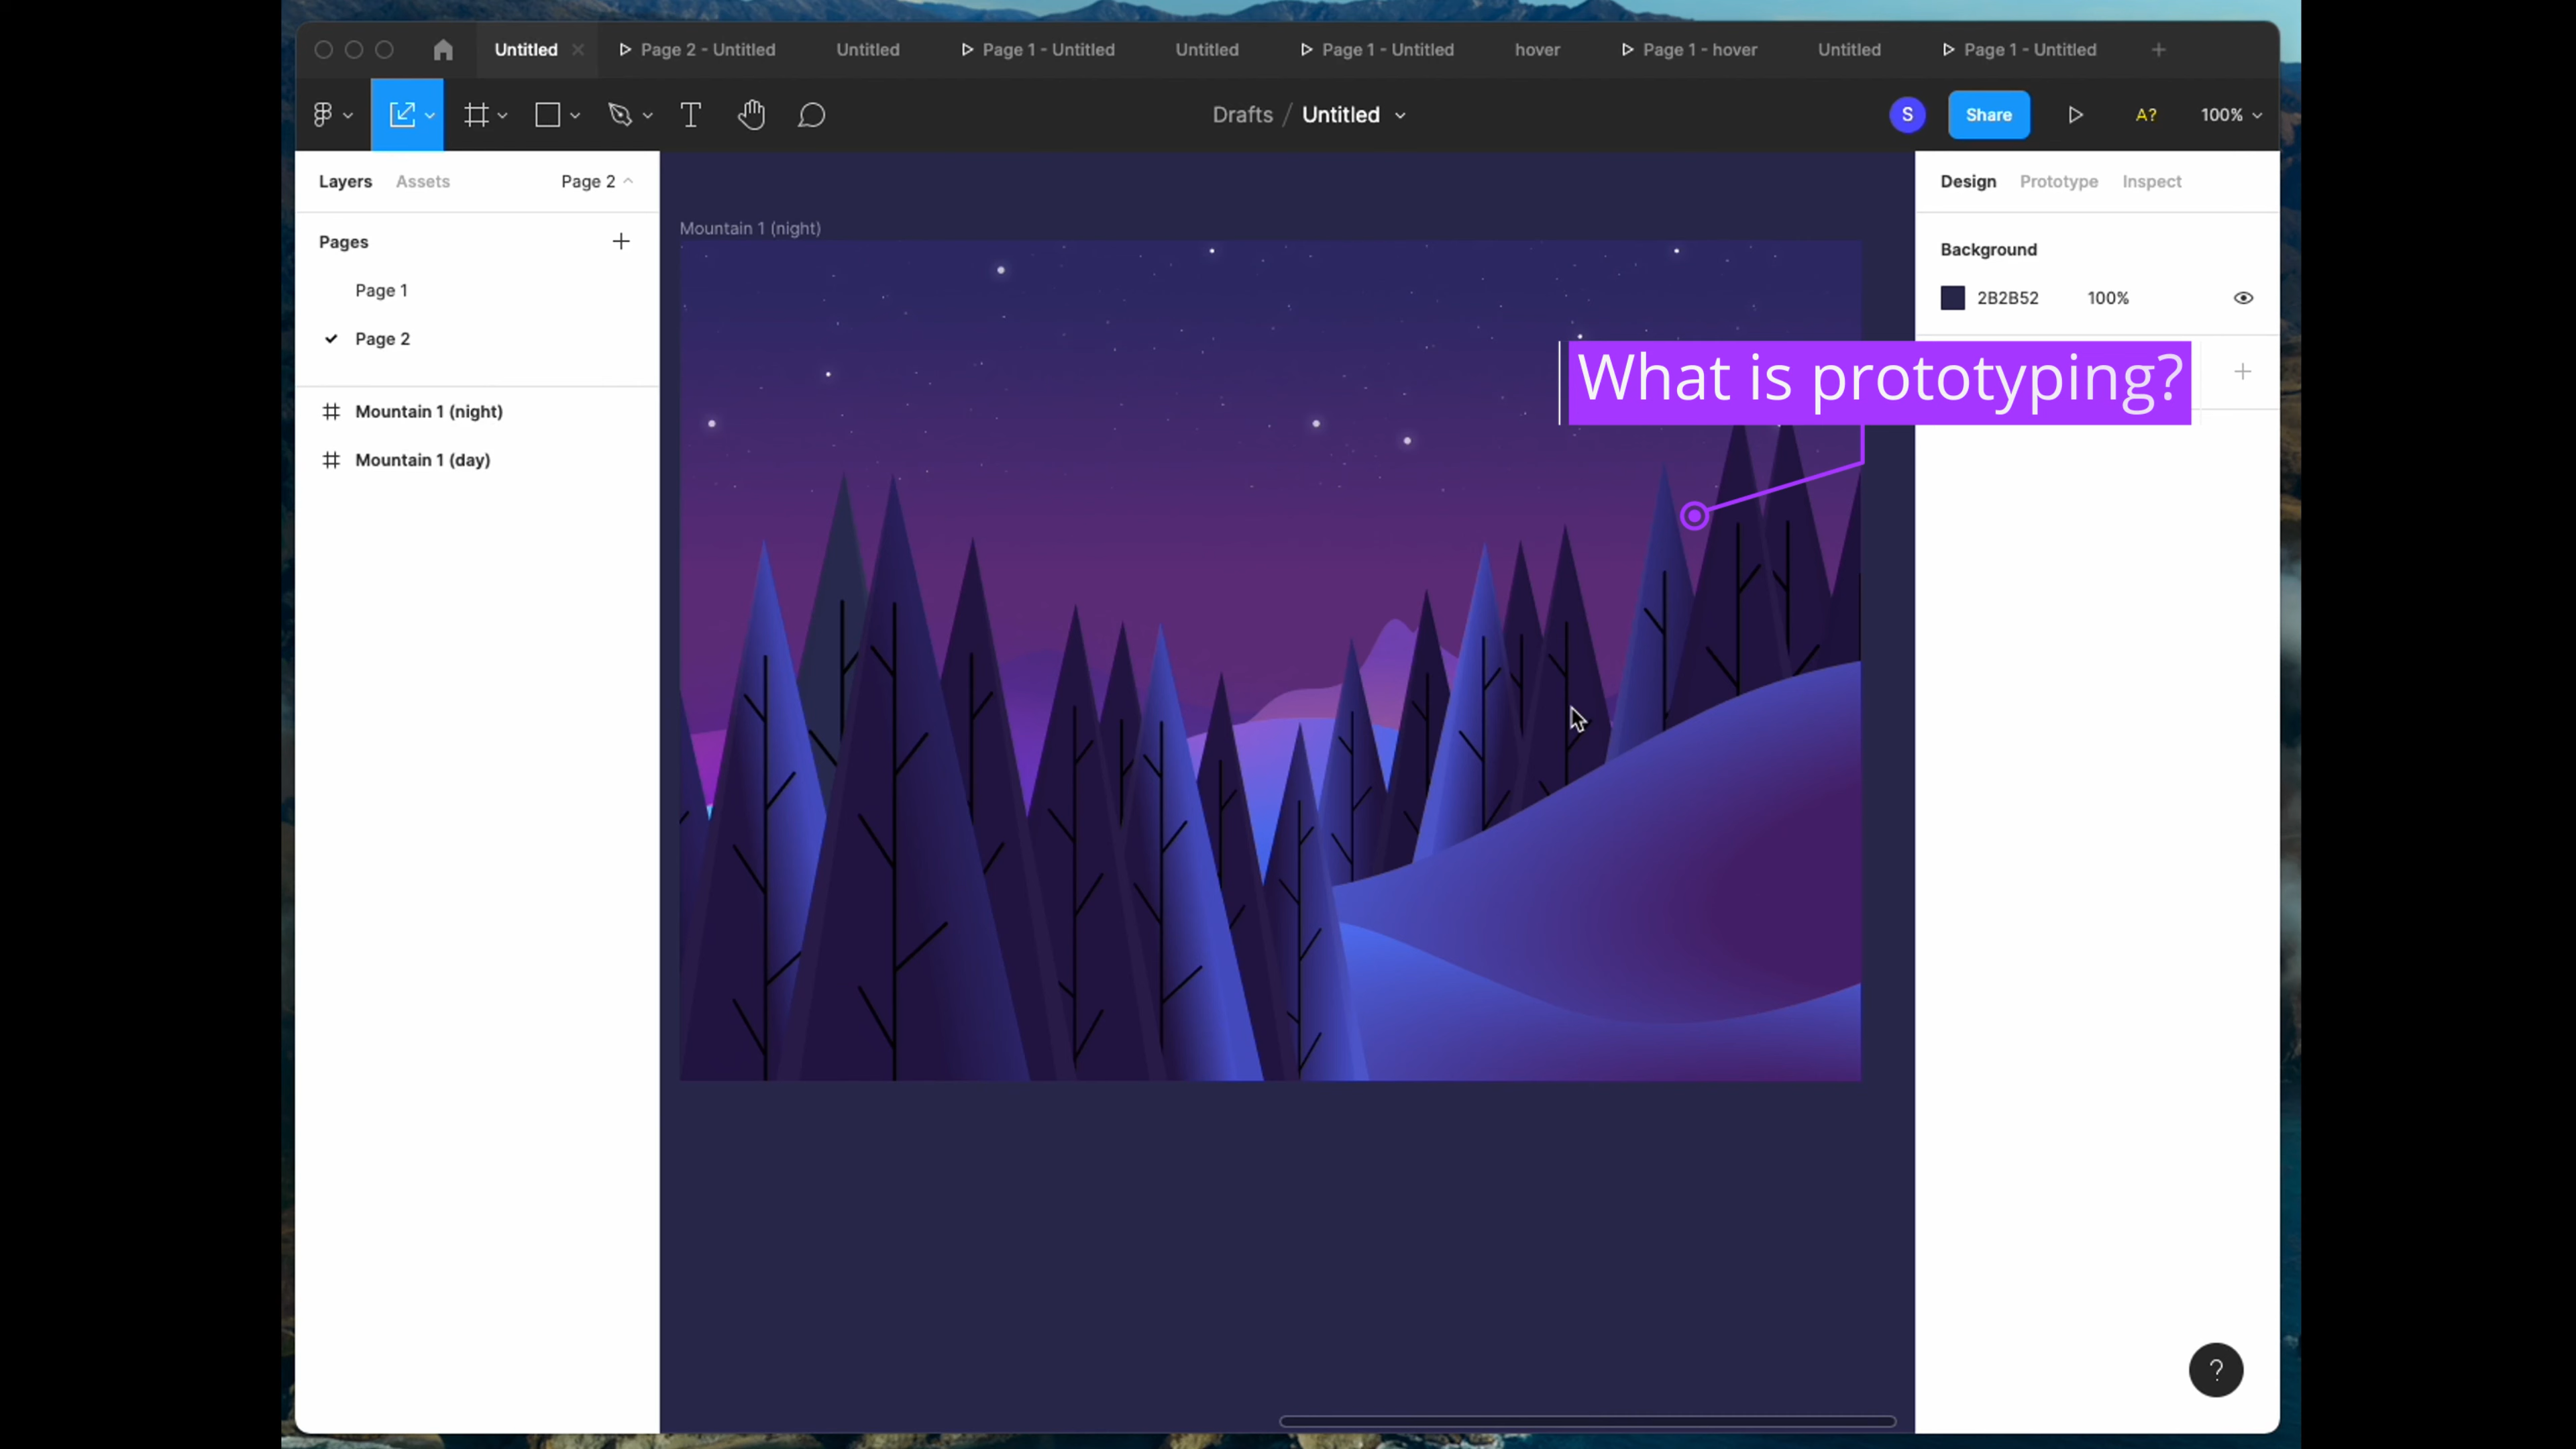 Untitled
Page 2 - Untitled
Untitled
Page 1 - Untitled
Untitled
Page 1 - Untitled
hover
Page 1 - hover
Untitled
Page 1 - Untitled
Drafts / Untitled
S
Share
A?
100%
Layers
Assets
Page 2
Pages
Page 1
Page 2
Mountain 1 (night)
Mountain 1 (day)
Mountain 1 (night)
What is prototyping?
Design
Prototype
Inspect
Background
2B2B52
100%
?